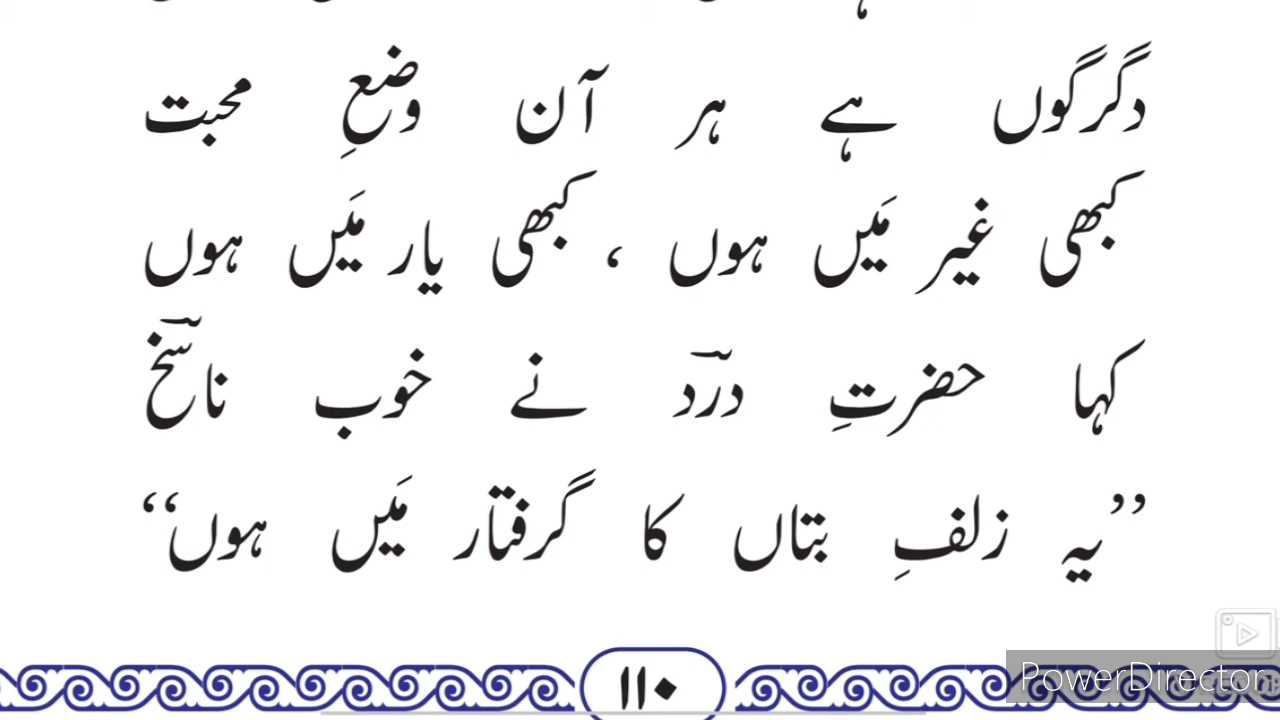 دگرگوں ہے ہر آن وضعِ محبت
کبھی غیر مَیں ہوں ، کبھی یار مَیں ہوں
کہا حضرتِ دردؔ نے خوب ناسخؔ
’’یہ زلفِ بتاں کا گرفتار مَیں ہوں‘‘
۱۱۰
PowerDirector